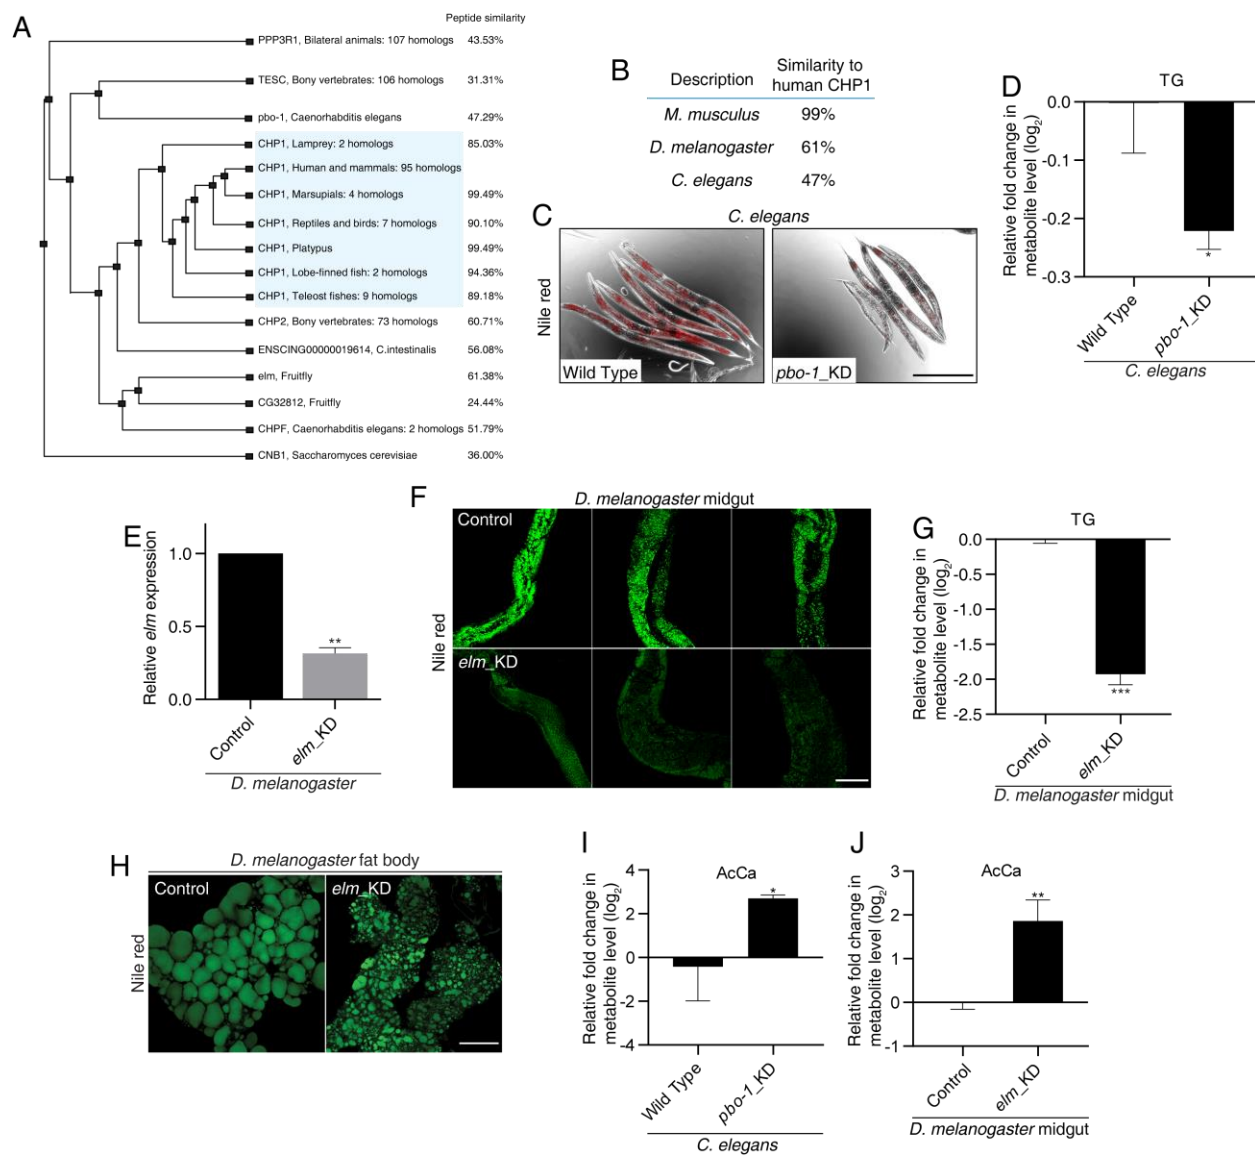 A
Peptide similarity
PPP3R1, Bilateral animals: 107 homologs 43.53%
TESC, Bony vertebrates: 106 homologs 31.31%
pbo-1, Caenorhabditis elegans 47.29%
CHP1, Lamprey: 2 homologs 85.03%
CHP1, Human and mammals: 95 homologs
CHP1, Marsupials: 4 homologs 99.49%
CHP1, Reptiles and birds: 7 homologs 90.10%
CHP1, Platypus 99.49%
CHP1, Lobe-finned fish: 2 homologs 94.36%
CHP1, Teleost fishes: 9 homologs 89.18%
CHP2, Bony vertebrates: 73 homologs 60.71%
ENSCING00000019614, C.intestinalis 56.08%
elm, Fruitfly 61.38%
CG32812, Fruitfly 24.44%
CHPF, Caenorhabditis elegans: 2 homologs 51.79%
CNB1, Saccharomyces cerevisiae 36.00%
B
Description Similarity to
human CHP1
M. musculus 99%
D. melanogaster 61%
C. elegans 47%
C
C. elegans
Nile red
Wild Type pbo-1_KD
D
TG
Relative fold change in
metabolite level (log2)
0.0
-0.1
-0.2
-0.3
*
Wild Type
pbo-1_KD
C. elegans
E
Relative elm expression
1.0
0.5
0.0
**
Control
elm_KD
D. melanogaster
F
D. melanogaster midgut
Nile red
Control
elm_KD
G
TG
Relative fold change in
metabolite level (log2)
0.0
-0.5
-1.0
-1.5
-2.0
-2.5
***
Control
elm_KD
D. melanogaster midgut
H
D. melanogaster fat body
Nile red
Control elm_KD
I
AcCa
Relative fold change in
metabolite level (log2)
4
2
0
-2
-4
*
Wild Type
pbo-1_KD
C. elegans
J
AcCa
Relative fold change in
metabolite level (log2)
3
2
1
0
-1
**
Control
elm_KD
D. melanogaster midgut